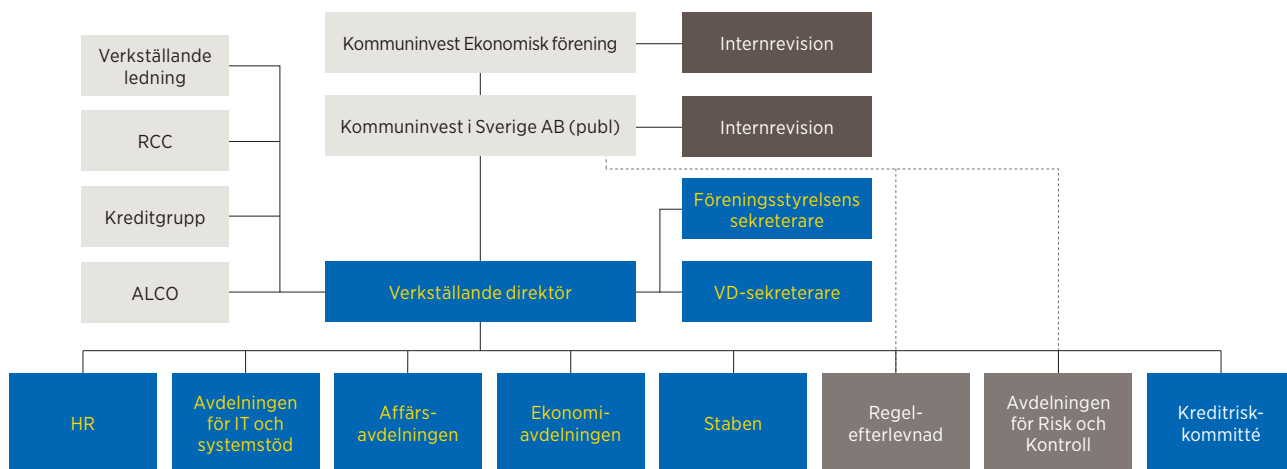 Kommuninvest Ekonomisk förening
Internrevision
Verkställande
ledning
Kommuninvest i Sverige AB (publ)
Internrevision
RCC
Kreditgrupp
Föreningsstyrelsens
sekreterare
ALCO
Verkställande direktör
VD-sekreterare
HR
Avdelningen
för IT och
systemstöd
Affärs-
avdelningen
Ekonomi-
avdelningen
Staben
Regel-
efterlevnad
Avdelningen
för Risk och
Kontroll
Kreditrisk-
kommitté